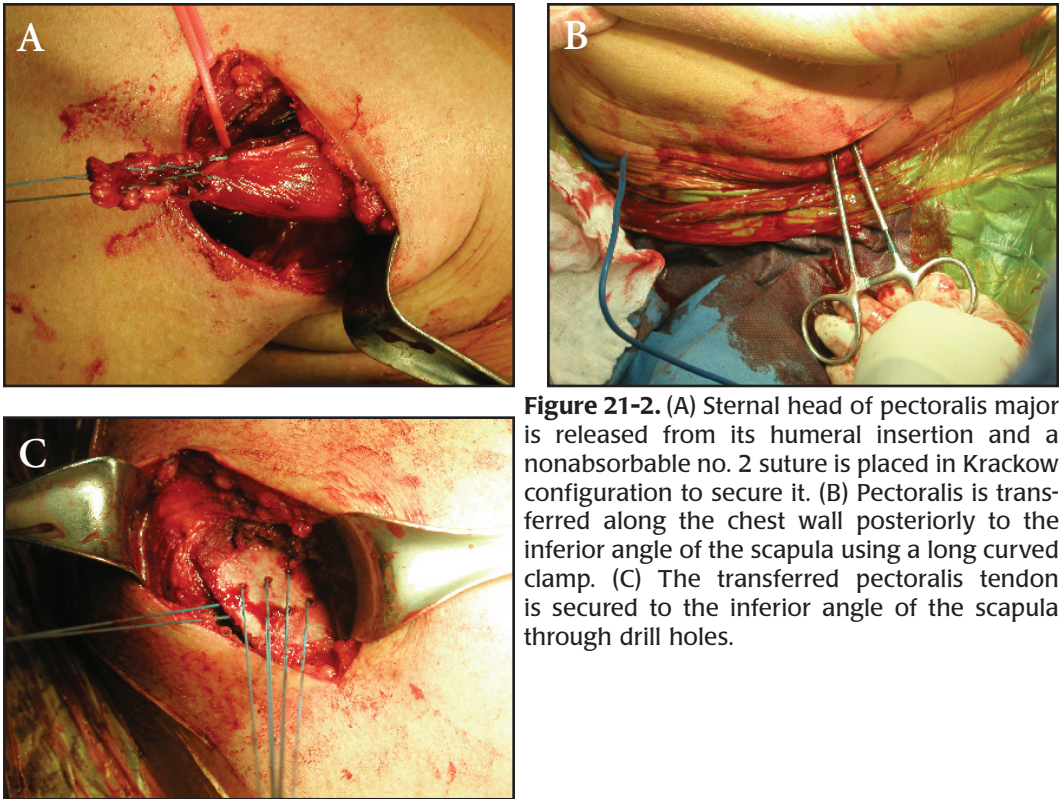 A
B
Figure 21-2. (A) Sternal head of pectoralis major
is released from its humeral insertion and a
nonabsorbable no. 2 suture is placed in Krackow
configuration to secure it. (B) Pectoralis is trans-
ferred along the chest wall posteriorly to the
inferior angle of the scapula using a long curved
clamp. (C) The transferred pectoralis tendon
is secured to the inferior angle of the scapula
through drill holes.
C